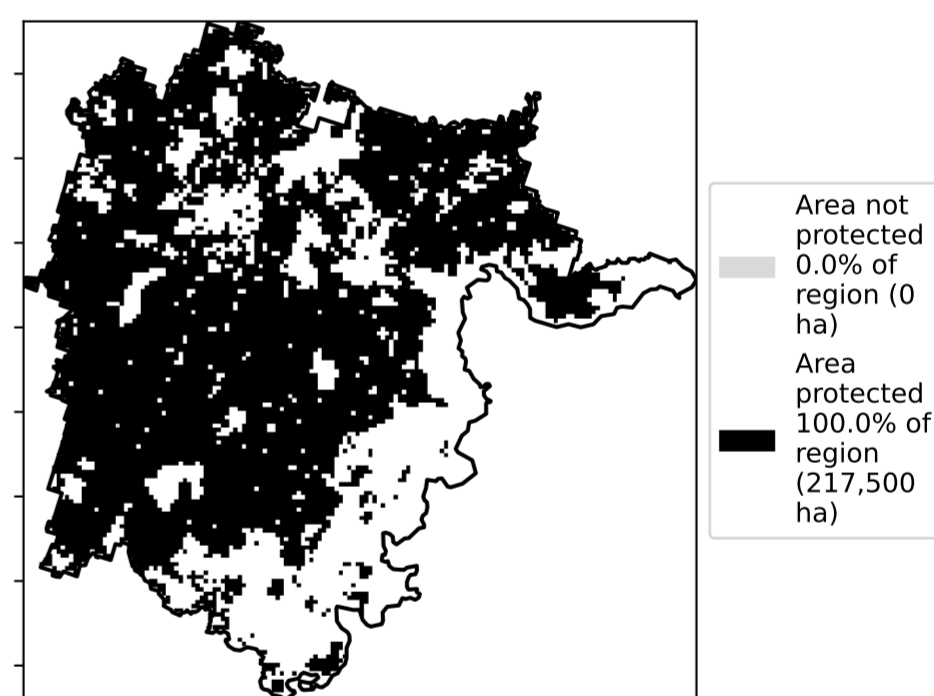 Area not
protected
0.0% of
region (0
ha)
Area
protected
100.0% of
region
(217,500
ha)